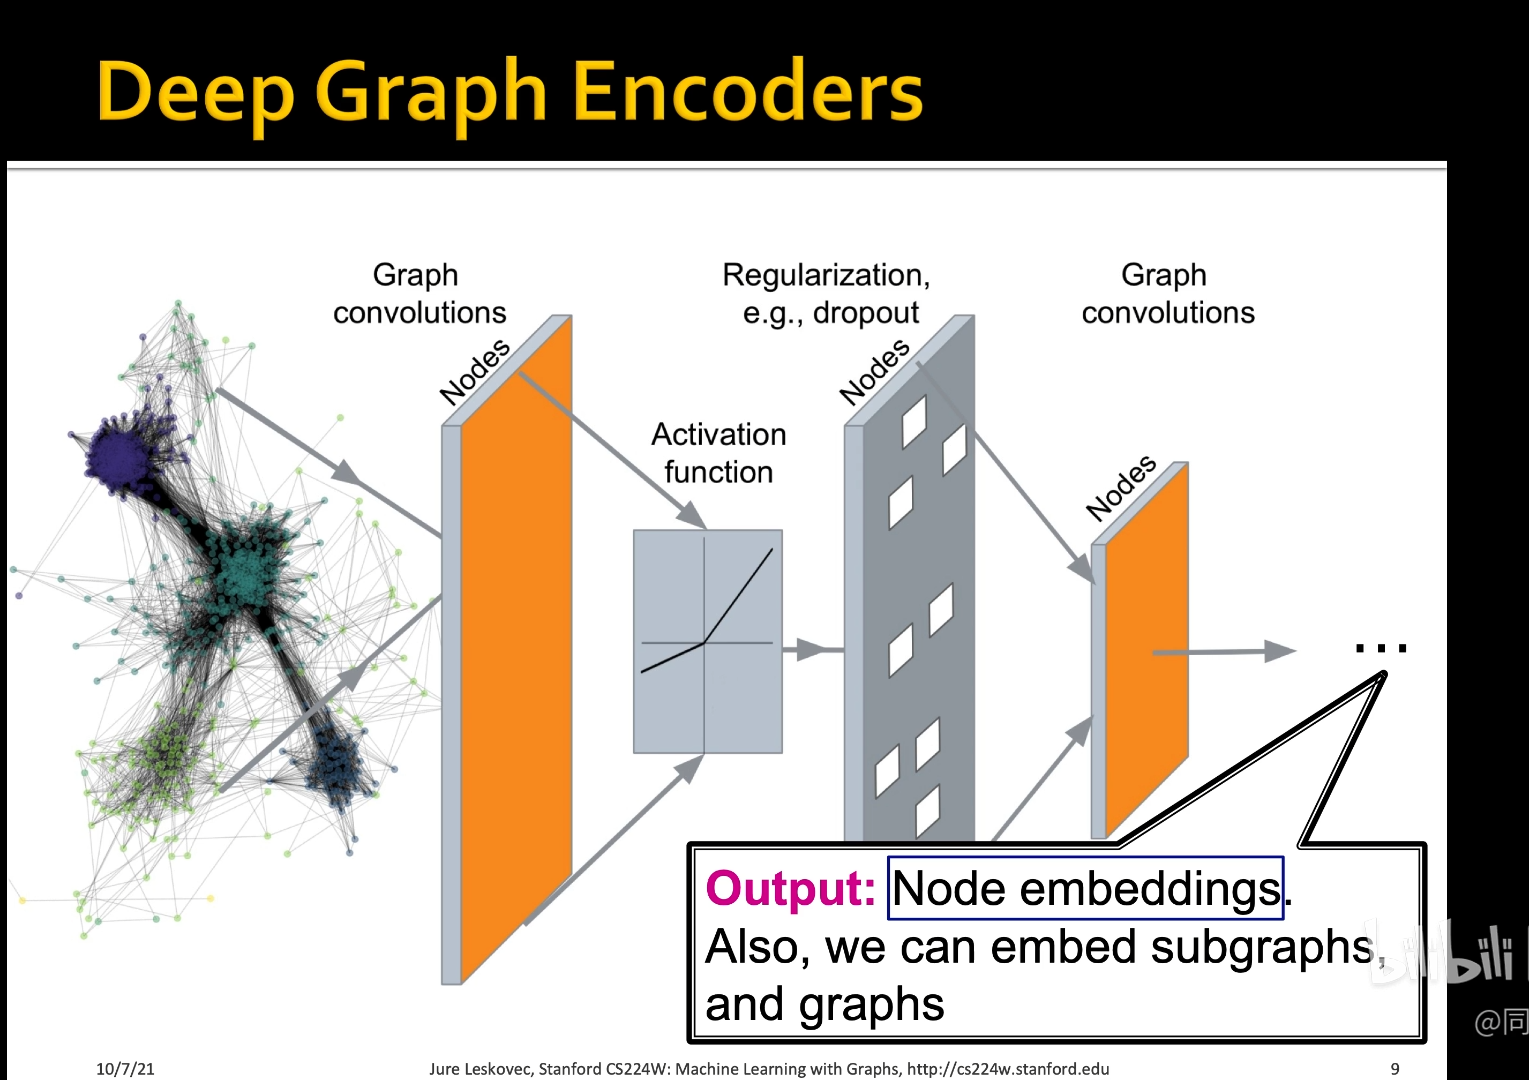 Deep Graph Encoders
Graph
convolutions
Regularization,
e.g., dropout
Graph
convolutions
Nodes
Nodes
Activation
function
Nodes
...
Output: Node embeddings.
Also, we can embed subgraphs,
and graphs
bilibili
@同
10/7/21
Jure Leskovec, Stanford CS224W: Machine Learning with Graphs, http://cs224w.stanford.edu
9